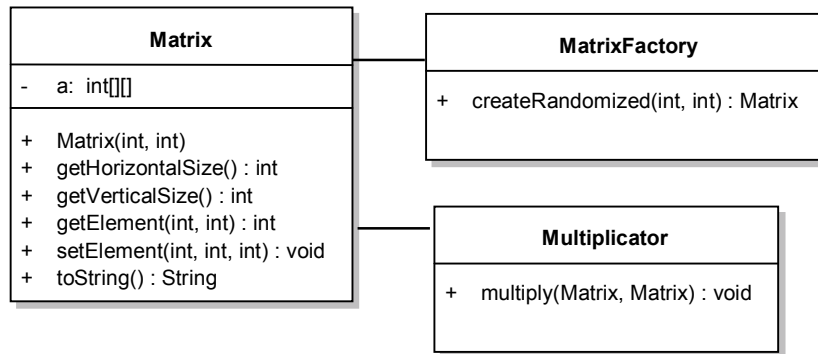 Matrix
- a: int[][]
+ Matrix(int, int)
+ getHorizontalSize() : int
+ getVerticalSize() : int
+ getElement(int, int) : int
+ setElement(int, int, int) : void
+ toString() : String
MatrixFactory
+ createRandomized(int, int) : Matrix
Multiplicator
+ multiply(Matrix, Matrix) : void